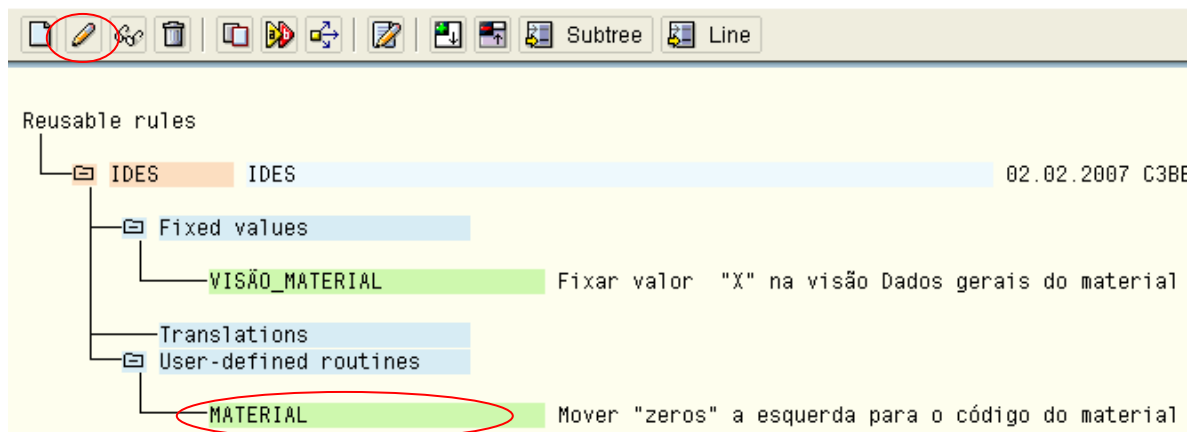 Subtree Line
Reusable rules
IDES IDES 02.02.2007 C3BE
Fixed values
VISÄO_MATERIAL Fixar valor "X" na visão Dados gerais do material
Translations
User-defined routines
MATERIAL Mover "zeros" a esquerda para o código do material